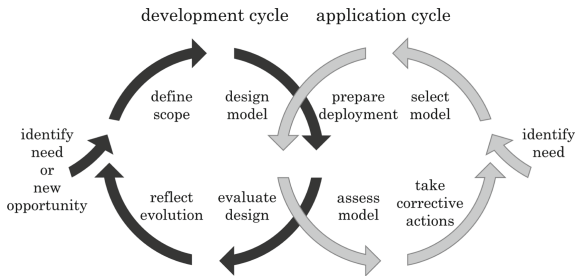 development cycle
application cycle
define
scope
design
model
prepare
deployment
select
model
identify
need
or
new
opportunity
identify
need
reflect
evolution
evaluate
design
assess
model
take
corrective
actions